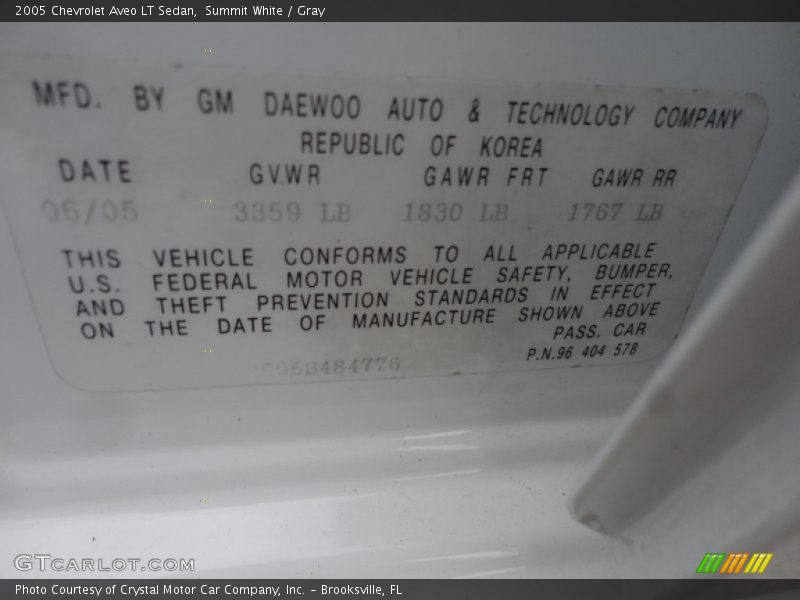 2005 Chevrolet Aveo LT Sedan, Summit White / Gray
MFD. BY GM DAEWOO AUTO & TECHNOLOGY COMPANY
REPUBLIC OF KOREA
DATE GVWR GAWR FRT GAWR RR
06/05 3359 LB 1830 LB 1767 LB
THIS VEHICLE CONFORMS TO ALL APPLICABLE
U.S. FEDERAL MOTOR VEHICLE SAFETY, BUMPER,
AND THEFT PREVENTION STANDARDS IN EFFECT
ON THE DATE OF MANUFACTURE SHOWN ABOVE
PASS. CAR
P.N.96 404 578
GTCARLOT.COM
Photo Courtesy of Crystal Motor Car Company, Inc. – Brooksville, FL